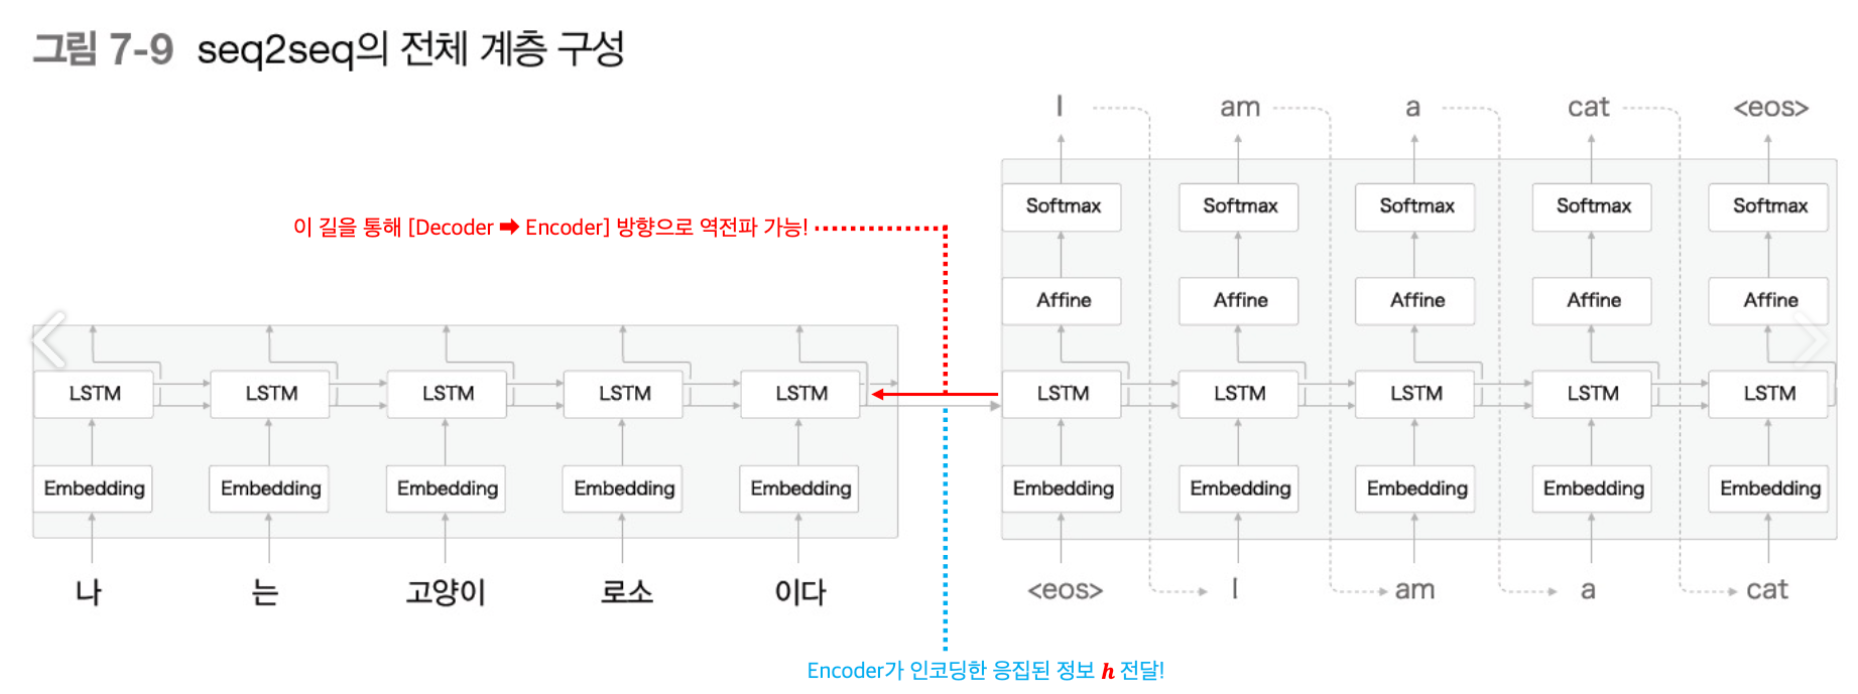 그림 7-9 seq2seq의 전체 계층 구성
I am a cat <eos>
Softmax Softmax Softmax Softmax Softmax
이 길을 통해 [Decoder ➡ Encoder] 방향으로 역전파 가능!
Affine Affine Affine Affine Affine
LSTM LSTM LSTM LSTM LSTM LSTM LSTM LSTM LSTM LSTM
Embedding Embedding Embedding Embedding Embedding Embedding Embedding Embedding Embedding Embedding
나 는 고양이 로소 이다 <eos> I am a cat
Encoder가 인코딩한 응집된 정보 h 전달!